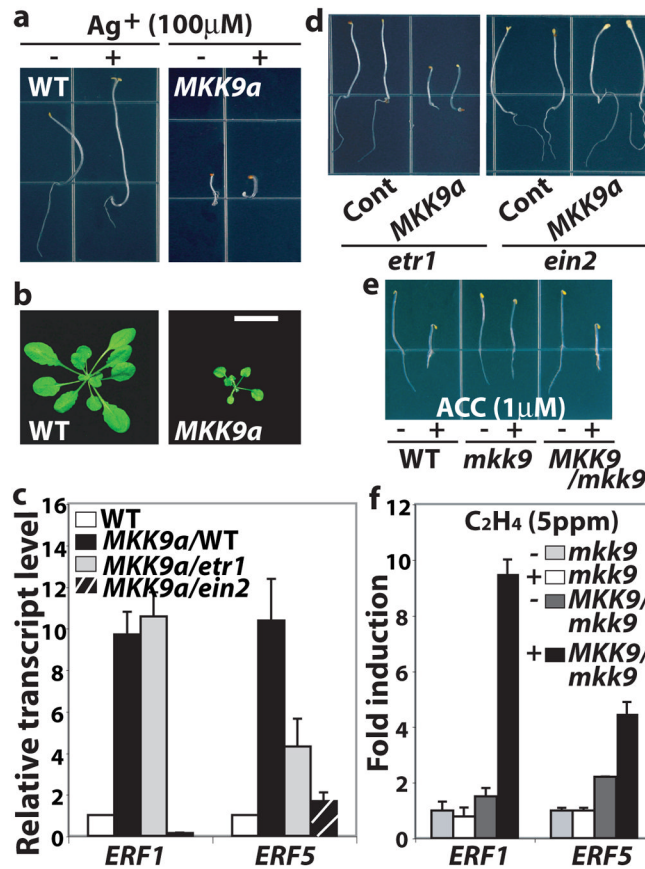 a
Ag+ (100μM)
- + - +
WT MKK9a
b
WT MKK9a
c
Relative transcript level
16
14
12
10
8
6
4
2
0
WT
MKK9a/WT
MKK9a/etr1
MKK9a/ein2
ERF1 ERF5
d
Cont MKK9a Cont MKK9a
etr1 ein2
e
ACC (1μM)
- + - + - +
WT mkk9 MKK9
/mkk9
f
Fold induction
12
10
8
6
4
2
0
C2H4 (5ppm)
- mkk9
+ mkk9
- MKK9/
mkk9
+ MKK9/
mkk9
ERF1 ERF5